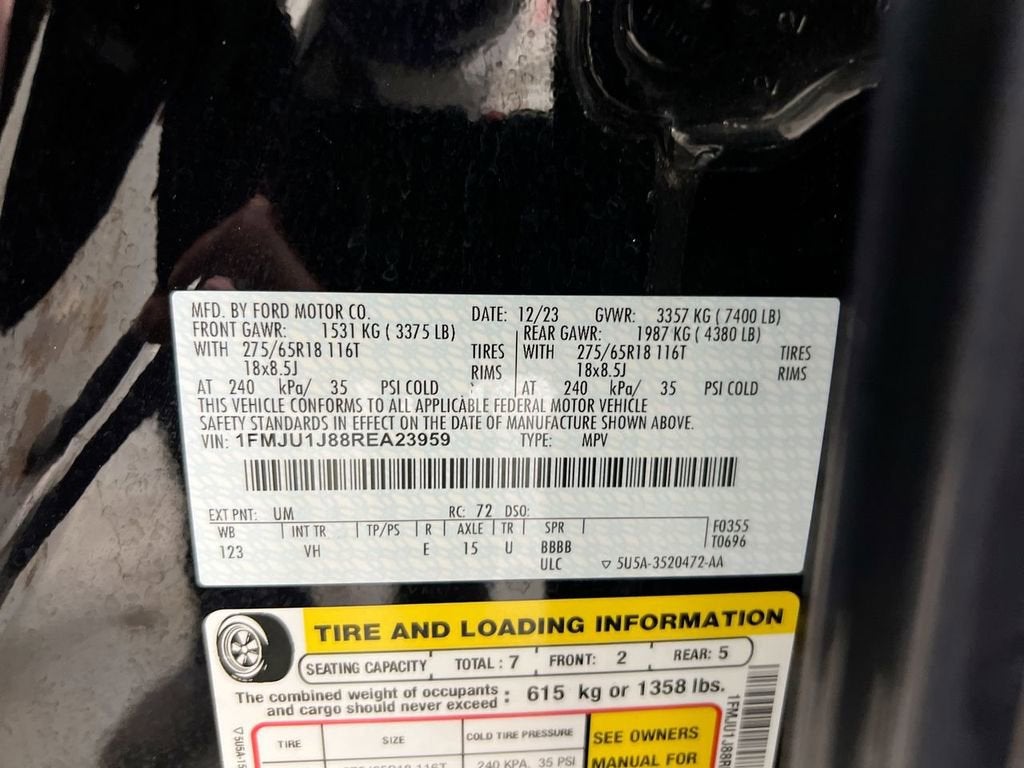 MFD. BY FORD MOTOR CO. DATE: 12/23 GVWR: 3357 KG ( 7400 LB)
FRONT GAWR: 1531 KG ( 3375 LB) REAR GAWR: 1987 KG ( 4380 LB)
WITH 275/65R18 116T TIRES WITH 275/65R18 116T TIRES
18x8.5J RIMS 18x8.5J RIMS
AT 240 kPa/ 35 PSI COLD AT 240 kPa/ 35 PSI COLD
THIS VEHICLE CONFORMS TO ALL APPLICABLE FEDERAL MOTOR VEHICLE
SAFETY STANDARDS IN EFFECT ON THE DATE OF MANUFACTURE SHOWN ABOVE.
VIN: 1FMJU1J88REA23959 TYPE: MPV
EXT PNT: UM RC: 72 DSO:
WB INT TR TP/PS R AXLE TR SPR F0355
123 VH E 15 U BBBB T0696
ULC ▽ 5U5A-3520472-AA
TIRE AND LOADING INFORMATION
SEATING CAPACITY TOTAL : 7 FRONT: 2 REAR: 5
The combined weight of occupants
and cargo should never exceed : 615 kg or 1358 lbs.
TIRE SIZE COLD TIRE PRESSURE SEE OWNERS
275/65R18 116T 240 KPA, 35 PSI MANUAL FOR
▽ 5U5A-15
1FMJU1J88R